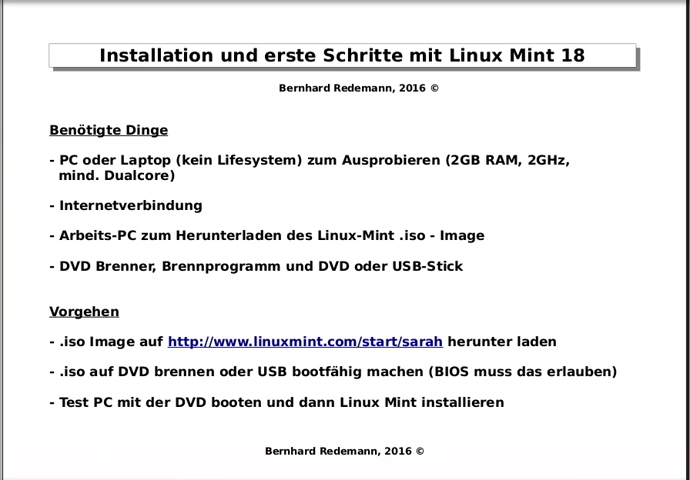 Installation und erste Schritte mit Linux Mint 18
Bernhard Redemann, 2016 ©
Benötigte Dinge
- PC oder Laptop (kein Lifesystem) zum Ausprobieren (2GB RAM, 2GHz,
mind. Dualcore)
- Internetverbindung
- Arbeits-PC zum Herunterladen des Linux-Mint .iso - Image
- DVD Brenner, Brennprogramm und DVD oder USB-Stick
Vorgehen
- .iso Image auf http://www.linuxmint.com/start/sarah herunter laden
- .iso auf DVD brennen oder USB bootfähig machen (BIOS muss das erlauben)
- Test PC mit der DVD booten und dann Linux Mint installieren
Bernhard Redemann, 2016 ©